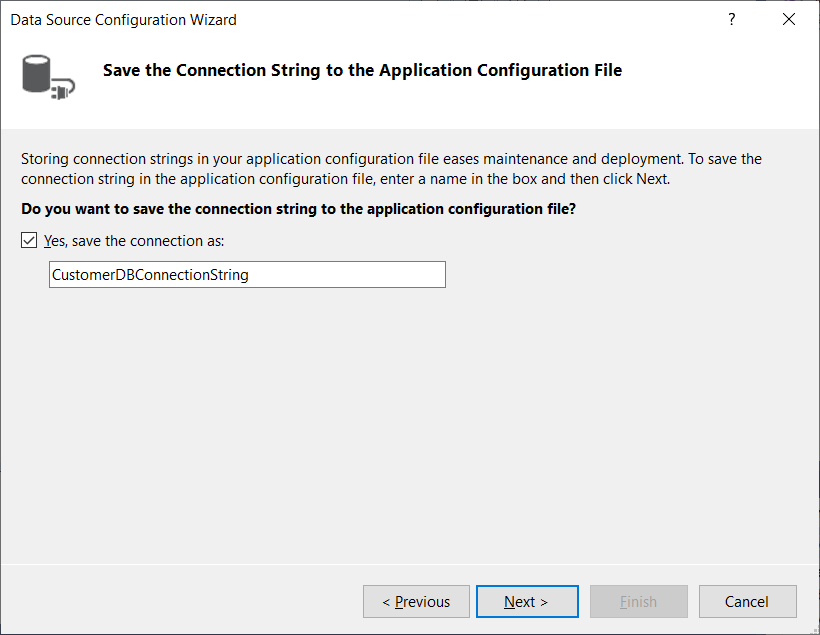 Data Source Configuration Wizard
?
Save the Connection String to the Application Configuration File
Storing connection strings in your application configuration file eases maintenance and deployment. To save the
connection string in the application configuration file, enter a name in the box and then click Next.
Do you want to save the connection string to the application configuration file?
Yes, save the connection as:
CustomerDBConnectionString
< Previous
Next >
Finish
Cancel